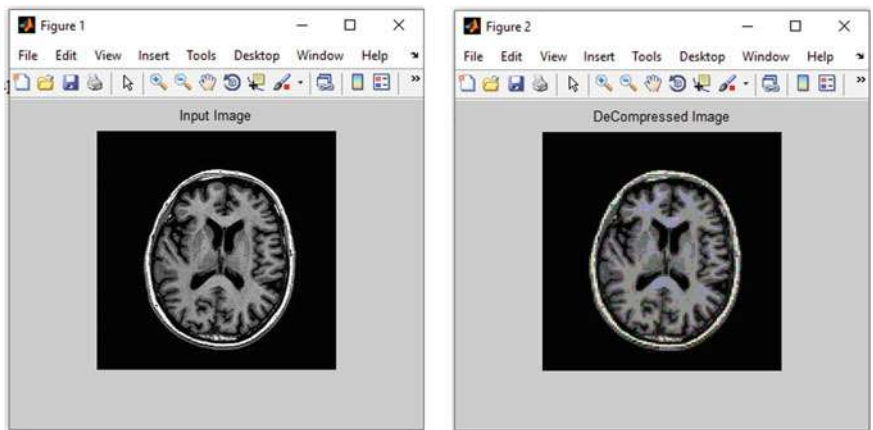 Figure 1
File Edit View Insert Tools Desktop Window Help
Input Image
Figure 2
File Edit View Insert Tools Desktop Window Help
DeCompressed Image